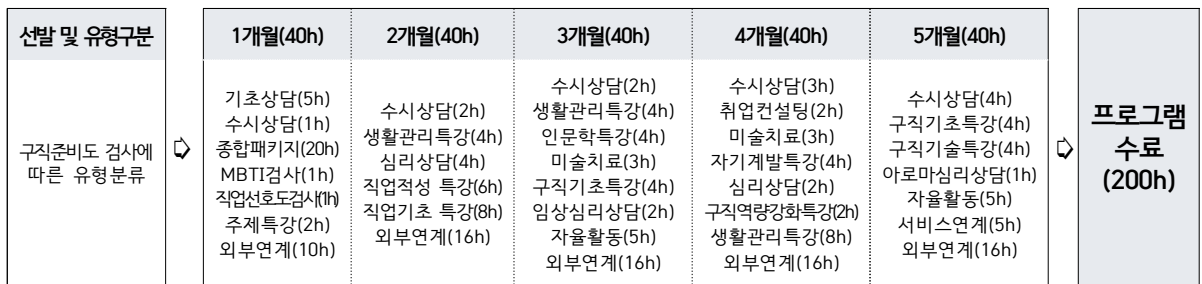 선발 및 유형구분
구직준비도 검사에
따른 유형분류
1개월(40h)
기초상담(5h)
수시상담(1h)
종합패키지(20h)
MBTI검사(1h)
직업선호도검사(1h)
주제특강(2h)
외부연계(10h)
2개월(40h)
수시상담(2h)
생활관리특강(4h)
심리상담(4h)
직업적성 특강(6h)
직업기초 특강(8h)
외부연계(16h)
3개월(40h)
수시상담(2h)
생활관리특강(4h)
인문학특강(4h)
미술치료(3h)
구직기초특강(4h)
임상심리상담(2h)
자율활동(5h)
외부연계(16h)
4개월(40h)
수시상담(3h)
취업컨설팅(2h)
미술치료(3h)
자기계발특강(4h)
심리상담(2h)
구직역량강화특강(2h)
생활관리특강(8h)
외부연계(16h)
5개월(40h)
수시상담(4h)
구직기초특강(4h)
구직기술특강(4h)
아로마심리상담(1h)
자율활동(5h)
서비스연계(5h)
외부연계(16h)
프로그램
수료
(200h)